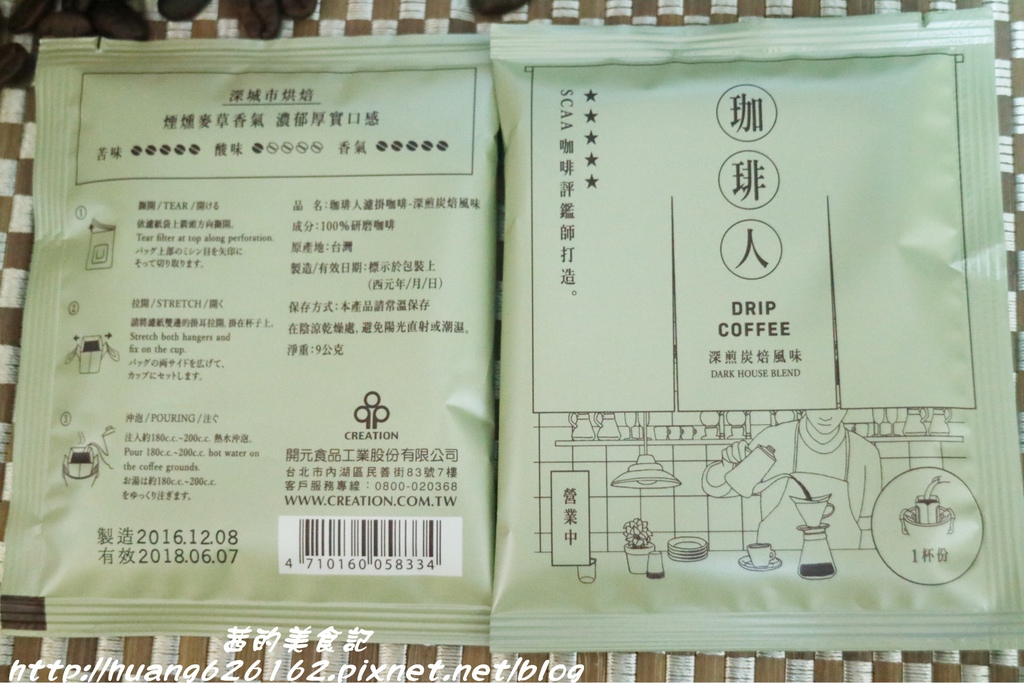 深城市烘焙
煙燻麥草香氣 濃郁厚實口感
苦味 酸味 香氣
①
撕開/TEAR/開ける
依濾紙袋上鋸齒方向撕開。
Tear filter at top along perforation.
バッグ上部のミシン目を矢印に
そって切り取ります。
②
拉開/STRETCH/開く
請將濾紙雙邊的掛耳拉開,掛在杯子上。
Stretch both hangers and
fix on the cup.
バッグの両サイドを広げて、
カップにセットします。
③
沖泡/POURING/注ぐ
注入約180c.c.~200c.c. 熱水沖泡。
Pour 180c.c.~200c.c. hot water on
the coffee grounds.
お湯は約180c.c.~200c.c.
をゆっくり注ぎます。
品 名:珈琲人濾掛咖啡-深煎炭焙風味
成分:100%研磨咖啡
原產地:台灣
製造/有效日期:標示於包裝上
(西元年/月/日)
保存方式:本產品請常溫保存
在陰涼乾燥處,避免陽光直射或潮濕。
淨重:9公克
CREATION
開元食品工業股份有限公司
台北市內湖區民善街83號7樓
客戶服務專線:0800-020368
WWW.CREATION.COM.TW
製造2016.12.08
有效2018.06.07
4 710160 058334
★★★★★
SCAA 咖啡評鑑師打造。
珈琲人
DRIP
COFFEE
深煎炭焙風味
DARK HOUSE BLEND
營業中
1杯份
茜的美食記
http://huang626162.pixnet.net/blog